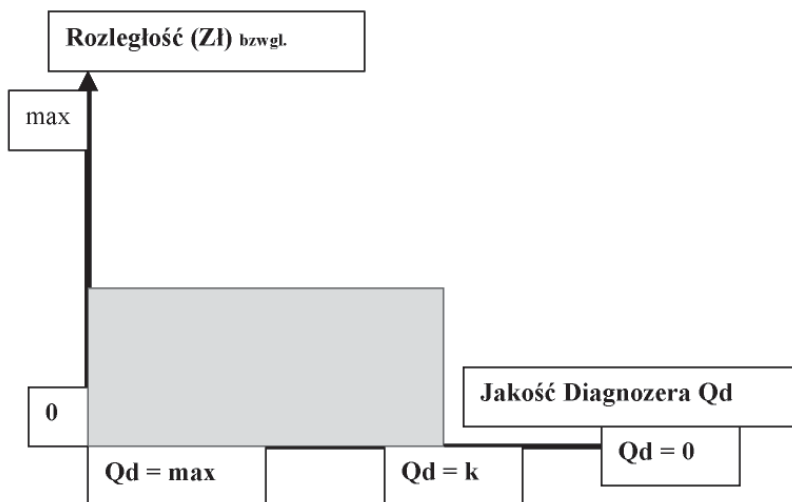 Rozległość (Zł) bzwgl.
max
0
Jakość Diagnozera Qd
Qd = max
Qd = k
Qd = 0